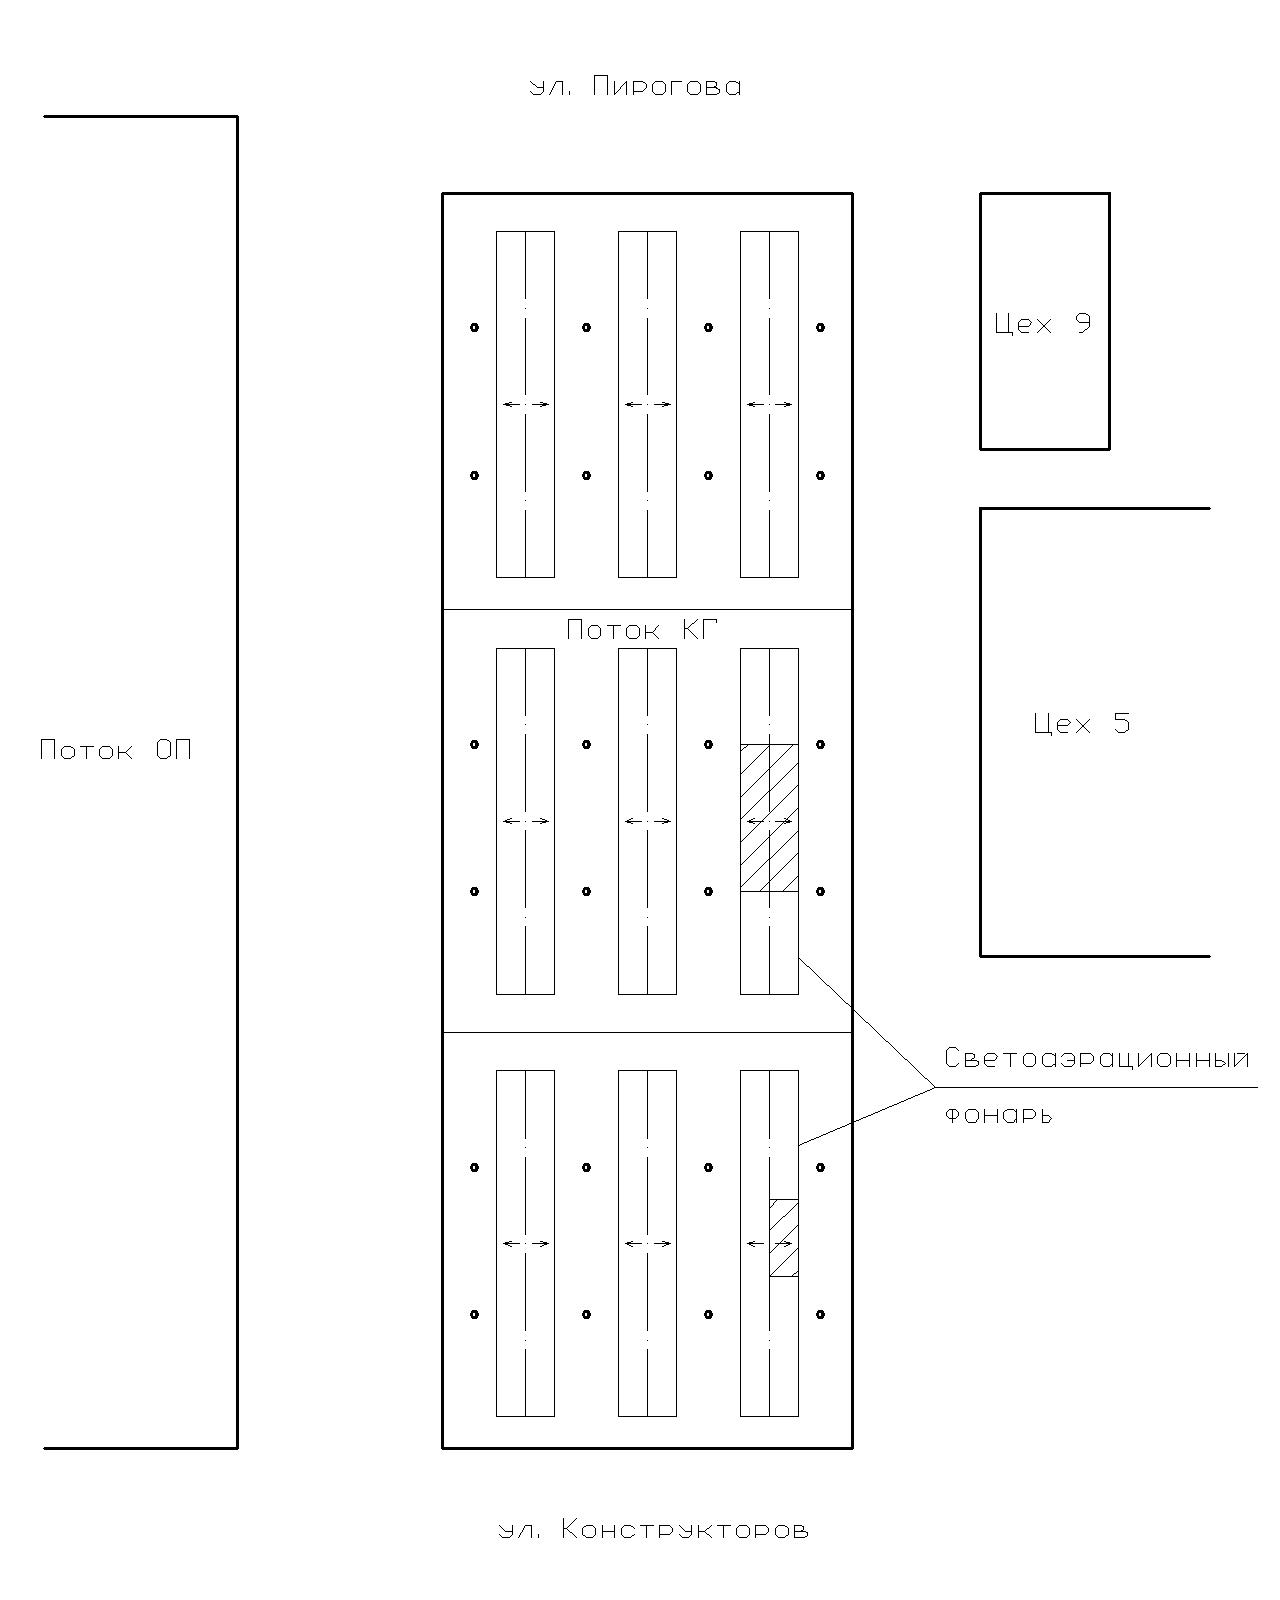 ул. Пирогова
Цех 9
Поток КГ
Цех 5
Поток ОП
Светоаэрационный
фонарь
ул. Конструкторов